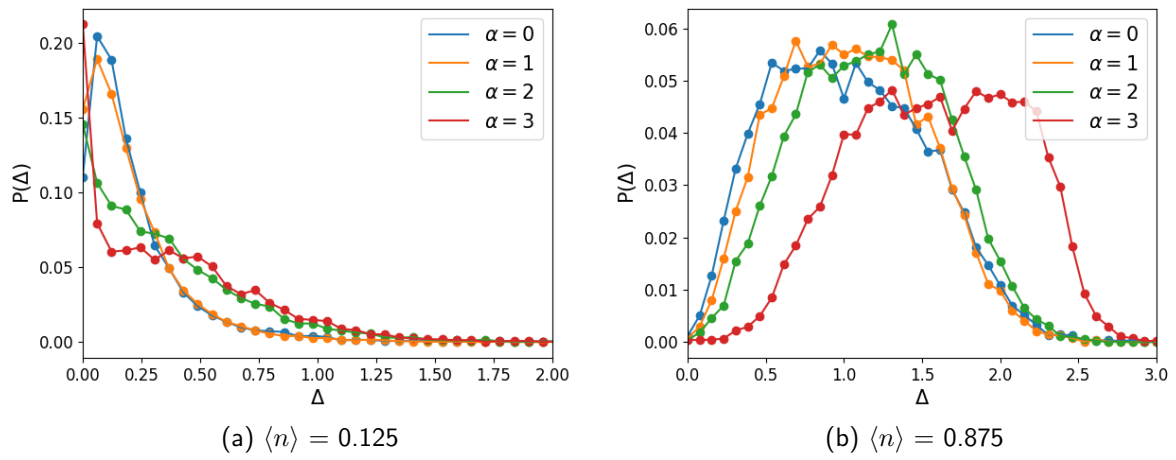 0.20
0.15
0.10
0.05
0.00
P(Δ)
0.00 0.25 0.50 0.75 1.00 1.25 1.50 1.75 2.00
Δ
α = 0
α = 1
α = 2
α = 3
(a) ⟨n⟩ = 0.125
0.06
0.05
0.04
0.03
0.02
0.01
0.00
P(Δ)
0.0 0.5 1.0 1.5 2.0 2.5 3.0
Δ
α = 0
α = 1
α = 2
α = 3
(b) ⟨n⟩ = 0.875